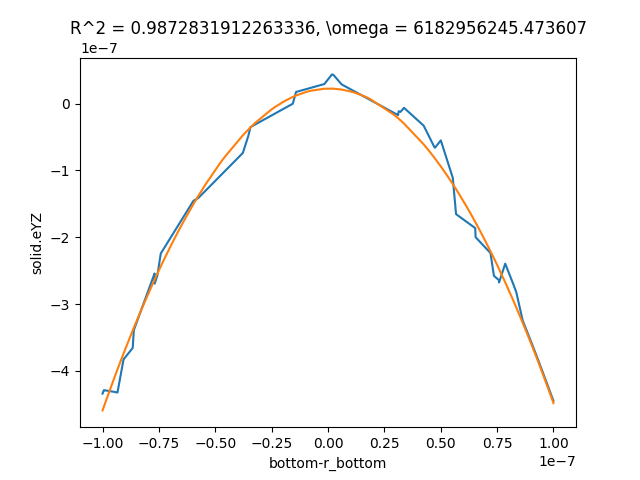 R^2 = 0.9872831912263336, \omega = 6182956245.473607
1e−7
0
−1
−2
−3
−4
solid.eYZ
−1.00 −0.75 −0.50 −0.25 0.00 0.25 0.50 0.75 1.00
bottom-r_bottom
1e−7